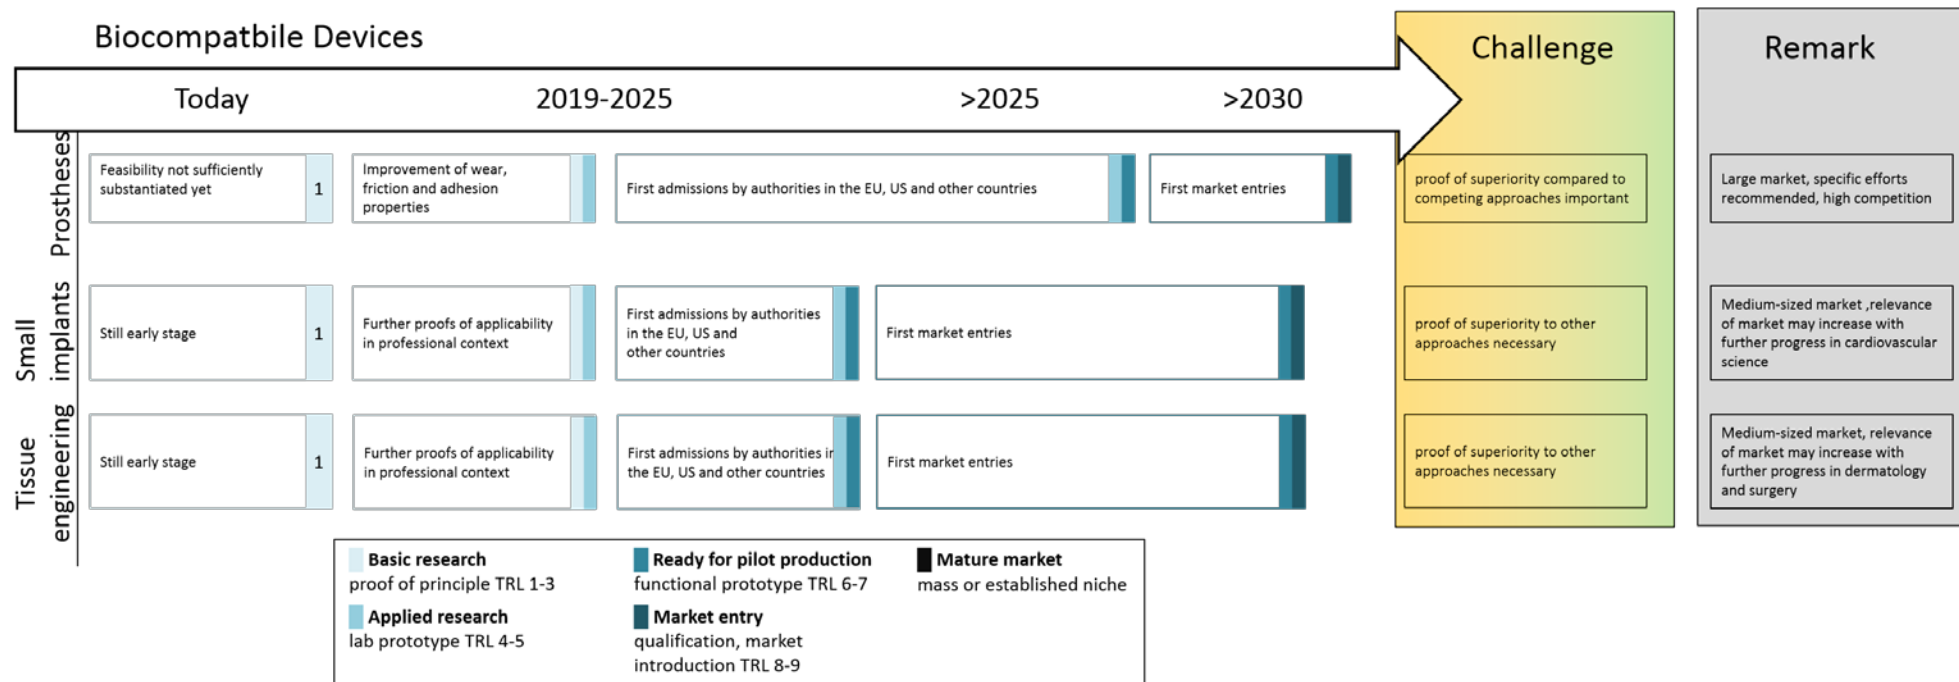 Biocompatbile Devices
Challenge
Remark
Today
2019-2025
>2025
>2030
Prostheses
Feasibility not sufficiently
substantiated yet
1
Improvement of wear,
friction and adhesion
properties
First admissions by authorities in the EU, US and other countries
First market entries
proof of superiority compared to
competing approaches important
Large market, specific efforts
recommended, high competition
Small
implants
Still early stage
1
Further proofs of applicability
in professional context
First admissions by authorities
in the EU, US and
other countries
First market entries
proof of superiority to other
approaches necessary
Medium-sized market ,relevance
of market may increase with
further progress in cardiovascular
science
Tissue
engineering
Still early stage
1
Further proofs of applicability
in professional context
First admissions by authorities in
the EU, US and other countries
First market entries
proof of superiority to other
approaches necessary
Medium-sized market, relevance
of market may increase with
further progress in dermatology
and surgery
Basic research
proof of principle TRL 1-3
Applied research
lab prototype TRL 4-5
Ready for pilot production
functional prototype TRL 6-7
Market entry
qualification, market
introduction TRL 8-9
Mature market
mass or established niche